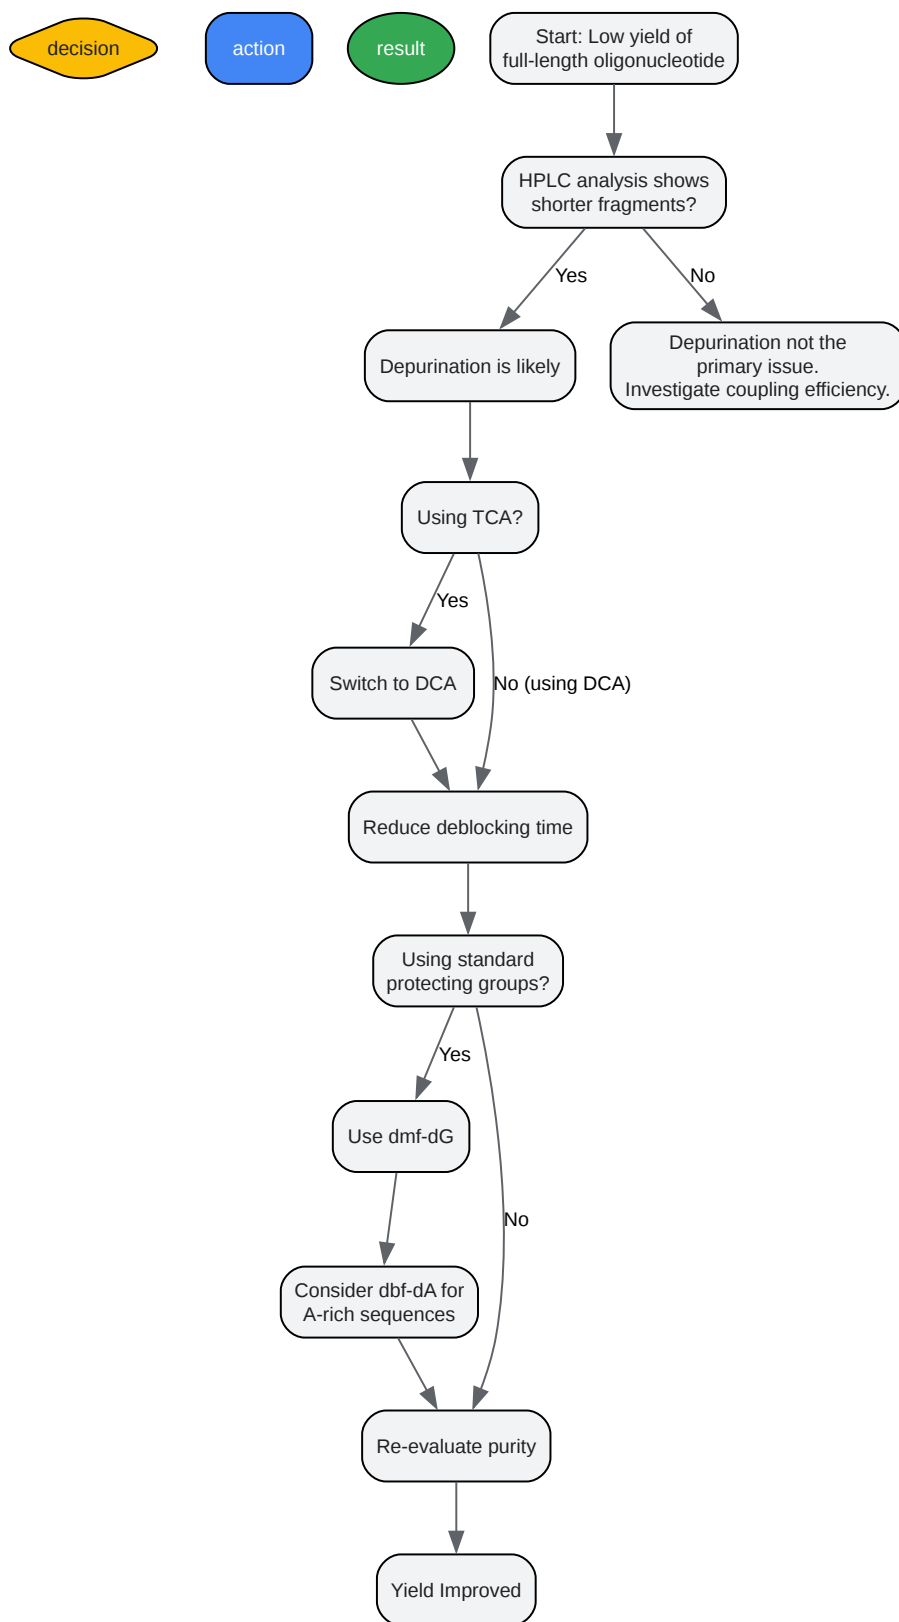 decision
action
result
Start: Low yield of
full-length oligonucleotide
HPLC analysis shows
shorter fragments?
Yes
No
Depurination is likely
Depurination not the
primary issue.
Investigate coupling efficiency.
Using TCA?
Yes
Switch to DCA
No (using DCA)
Reduce deblocking time
Using standard
protecting groups?
Yes
Use dmf-dG
No
Consider dbf-dA for
A-rich sequences
Re-evaluate purity
Yield Improved